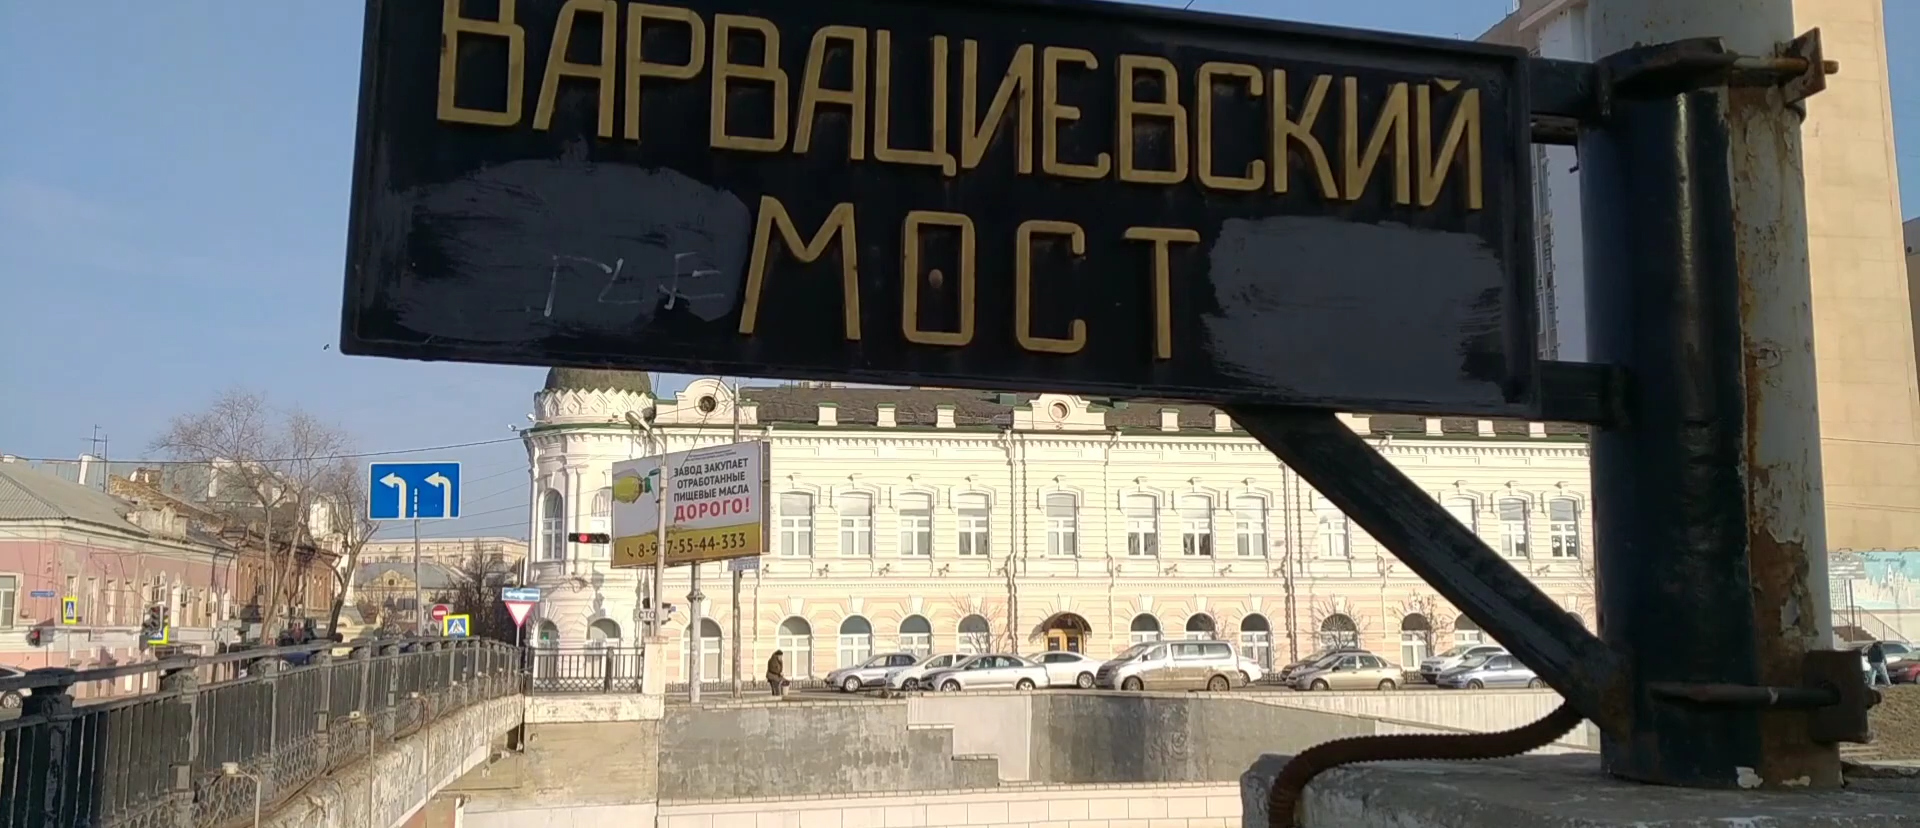 ВАРВАЦИЕВСКИЙ
МОСТ
ЗАВОД ЗАКУПАЕТ
ОТРАБОТАННЫЕ
ПИЩЕВЫЕ МАСЛА
ДОРОГО!